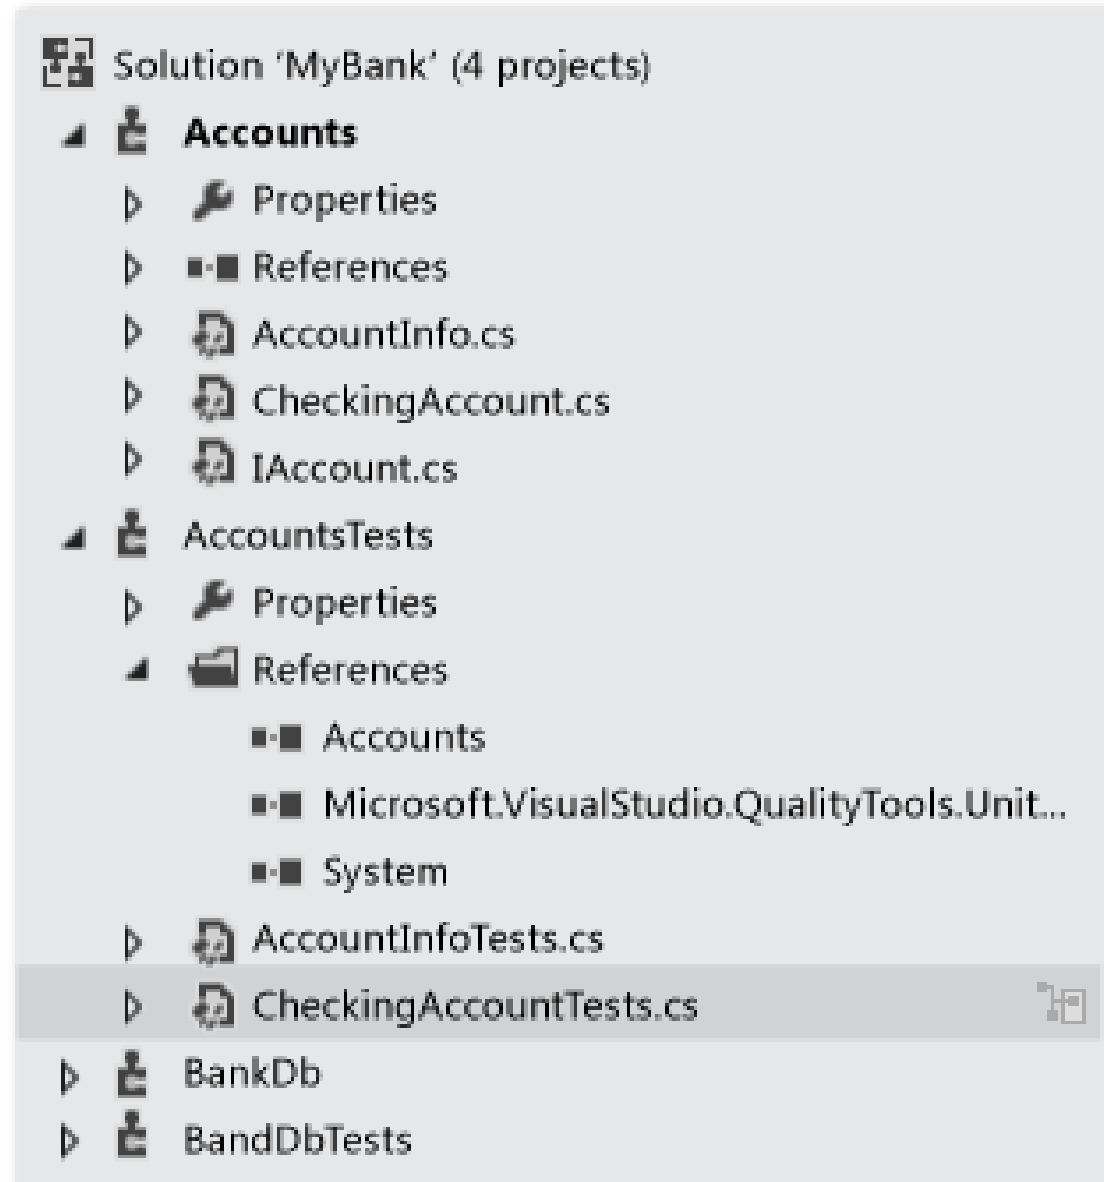 Solution 'MyBank' (4 projects)
Accounts
Properties
References
AccountInfo.cs
CheckingAccount.cs
IAccount.cs
AccountsTests
Properties
References
Accounts
Microsoft.VisualStudio.QualityTools.Unit...
System
AccountInfoTests.cs
CheckingAccountTests.cs
BankDb
BandDbTests